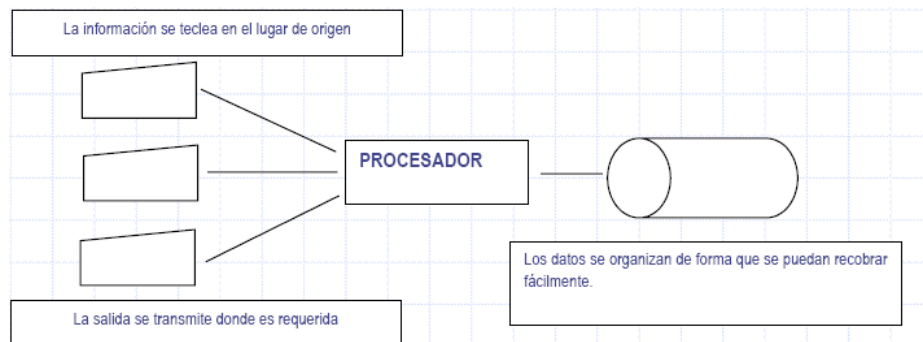 La información se teclea en el lugar de origen
PROCESADOR
Los datos se organizan de forma que se puedan recobrar
fácilmente.
La salida se transmite donde es requerida